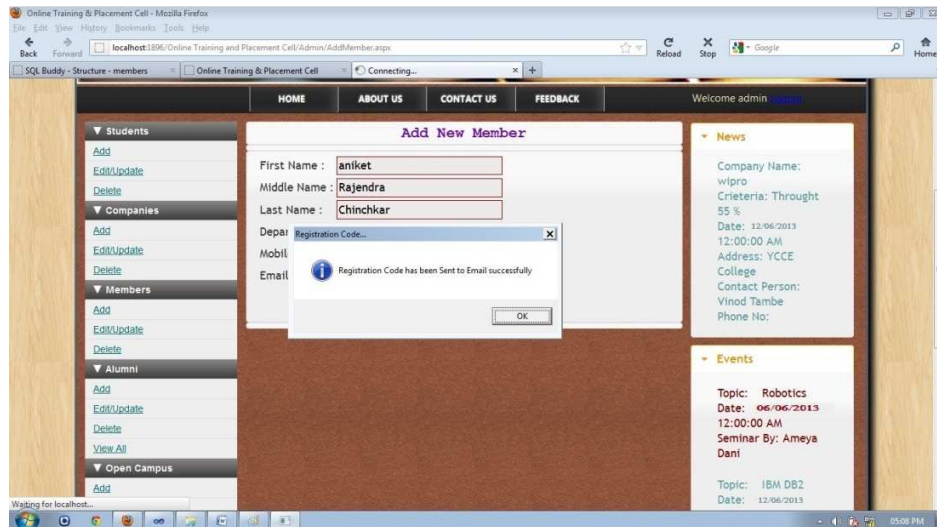 Online Training & Placement Cell - Mozilla Firefox
File Edit View History Bookmarks Tools Help
Back Forward localhost:1896/Online Training and Placement Cell/Admin/AddMember.aspx Reload Stop Google Home
SQL Buddy - Structure - members Online Training & Placement Cell Connecting...
HOME ABOUT US CONTACT US FEEDBACK Welcome admin
Students
Add
Edit/Update
Delete
Companies
Add
Edit/Update
Delete
Members
Add
Edit/Update
Delete
Alumni
Add
Edit/Update
Delete
View All
Open Campus
Add
Add New Member
First Name : aniket
Middle Name : Rajendra
Last Name : Chinchkar
Depar
Mobil
Email
Registration Code...
Registration Code has been Sent to Email successfully
OK
News
Company Name:
wipro
Crieteria: Throught
55 %
Date: 12/06/2013
12:00:00 AM
Address: YCCE
College
Contact Person:
Vinod Tambe
Phone No:
Events
Topic: Robotics
Date: 06/06/2013
12:00:00 AM
Seminar By: Ameya
Dani
Topic: IBM DB2
Date: 12/06/2013
Waiting for localhost...
05:08 PM